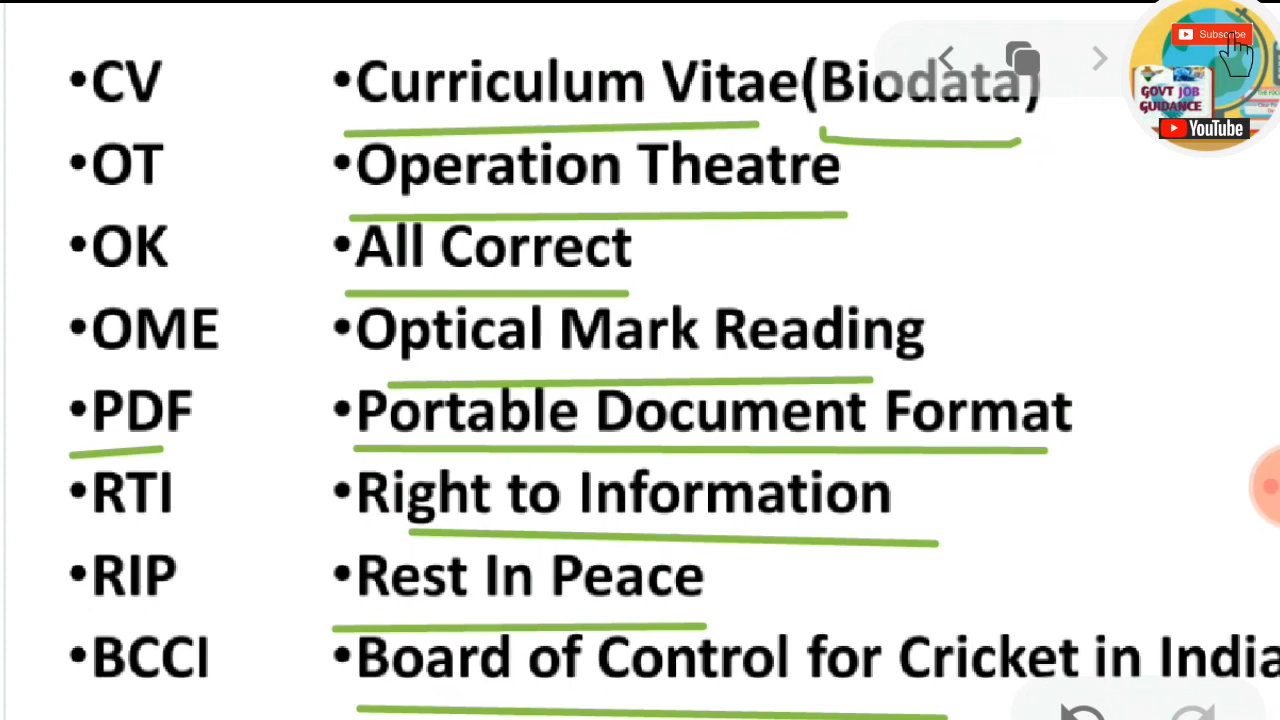 •CV •Curriculum Vitae(Biodata)
•OT •Operation Theatre
•OK •All Correct
•OME •Optical Mark Reading
•PDF •Portable Document Format
•RTI •Right to Information
•RIP •Rest In Peace
•BCCI •Board of Control for Cricket in India
Subscribe
GOVT JOB
GUIDANCE
YouTube